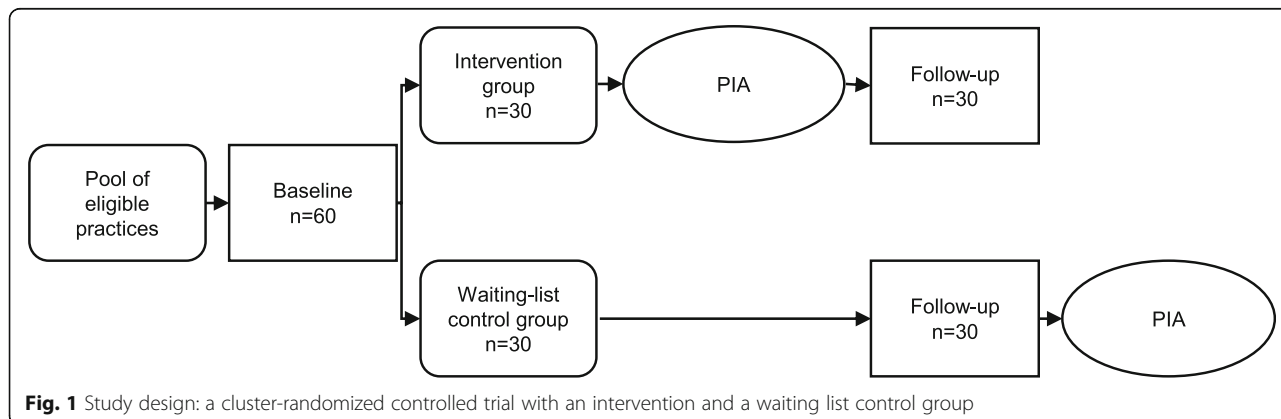 Pool of
eligible
practices
Baseline
n=60
Intervention
group
n=30
PIA
Follow-up
n=30
Waiting-list
control group
n=30
Follow-up
n=30
PIA
Fig. 1 Study design: a cluster-randomized controlled trial with an intervention and a waiting list control group